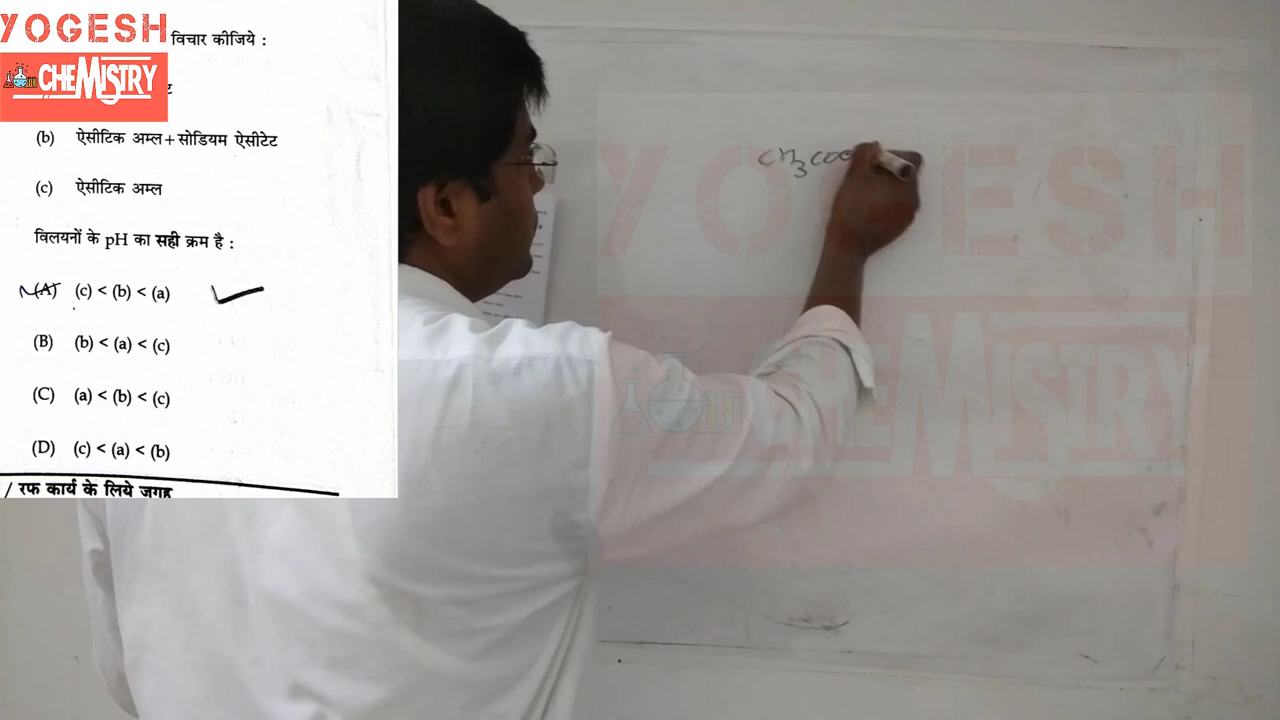 YOGESH
विचार कीजिये :
CHEMISTRY
(b) ऐसीटिक अम्ल + सोडियम ऐसीटेट
(c) ऐसीटिक अम्ल
विलयनों के pH का सही क्रम है :
(A) (c) < (b) < (a)
(B) (b) < (a) < (c)
(C) (a) < (b) < (c)
(D) (c) < (a) < (b)
/ रफ कार्य के लिये जगह
CH3COO
YOGESH
CHEMISTRY